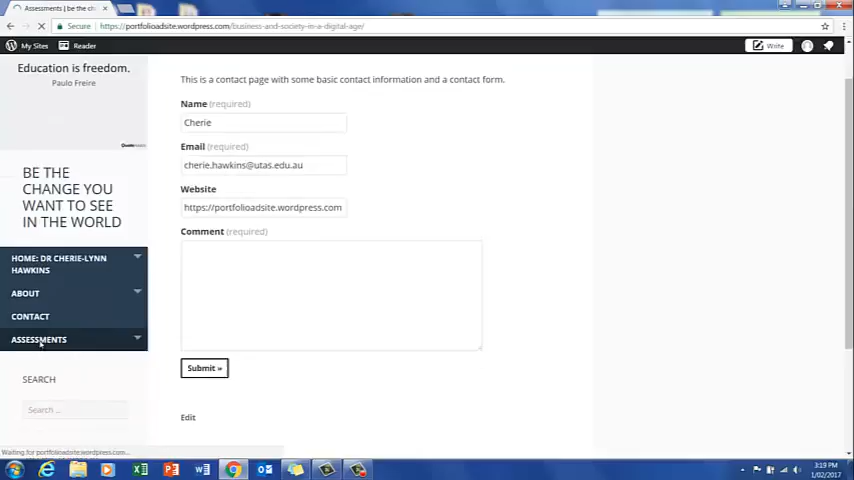 Assessments | be the ch
Secure | https://portfolioadsite.wordpress.com/business-and-society-in-a-digital-age/
My Sites Reader Write
Education is freedom.
Paulo Freire
BE THE
CHANGE YOU
WANT TO SEE
IN THE WORLD
HOME: DR CHERIE-LYNN
HAWKINS
ABOUT
CONTACT
ASSESSMENTS
SEARCH
Search ...
This is a contact page with some basic contact information and a contact form.
Name (required)
Cherie
Email (required)
cherie.hawkins@utas.edu.au
Website
https://portfolioadsite.wordpress.com
Comment (required)
Submit »
Edit
Waiting for portfolioadsite.wordpress.com...
3:19 PM
1/02/2017